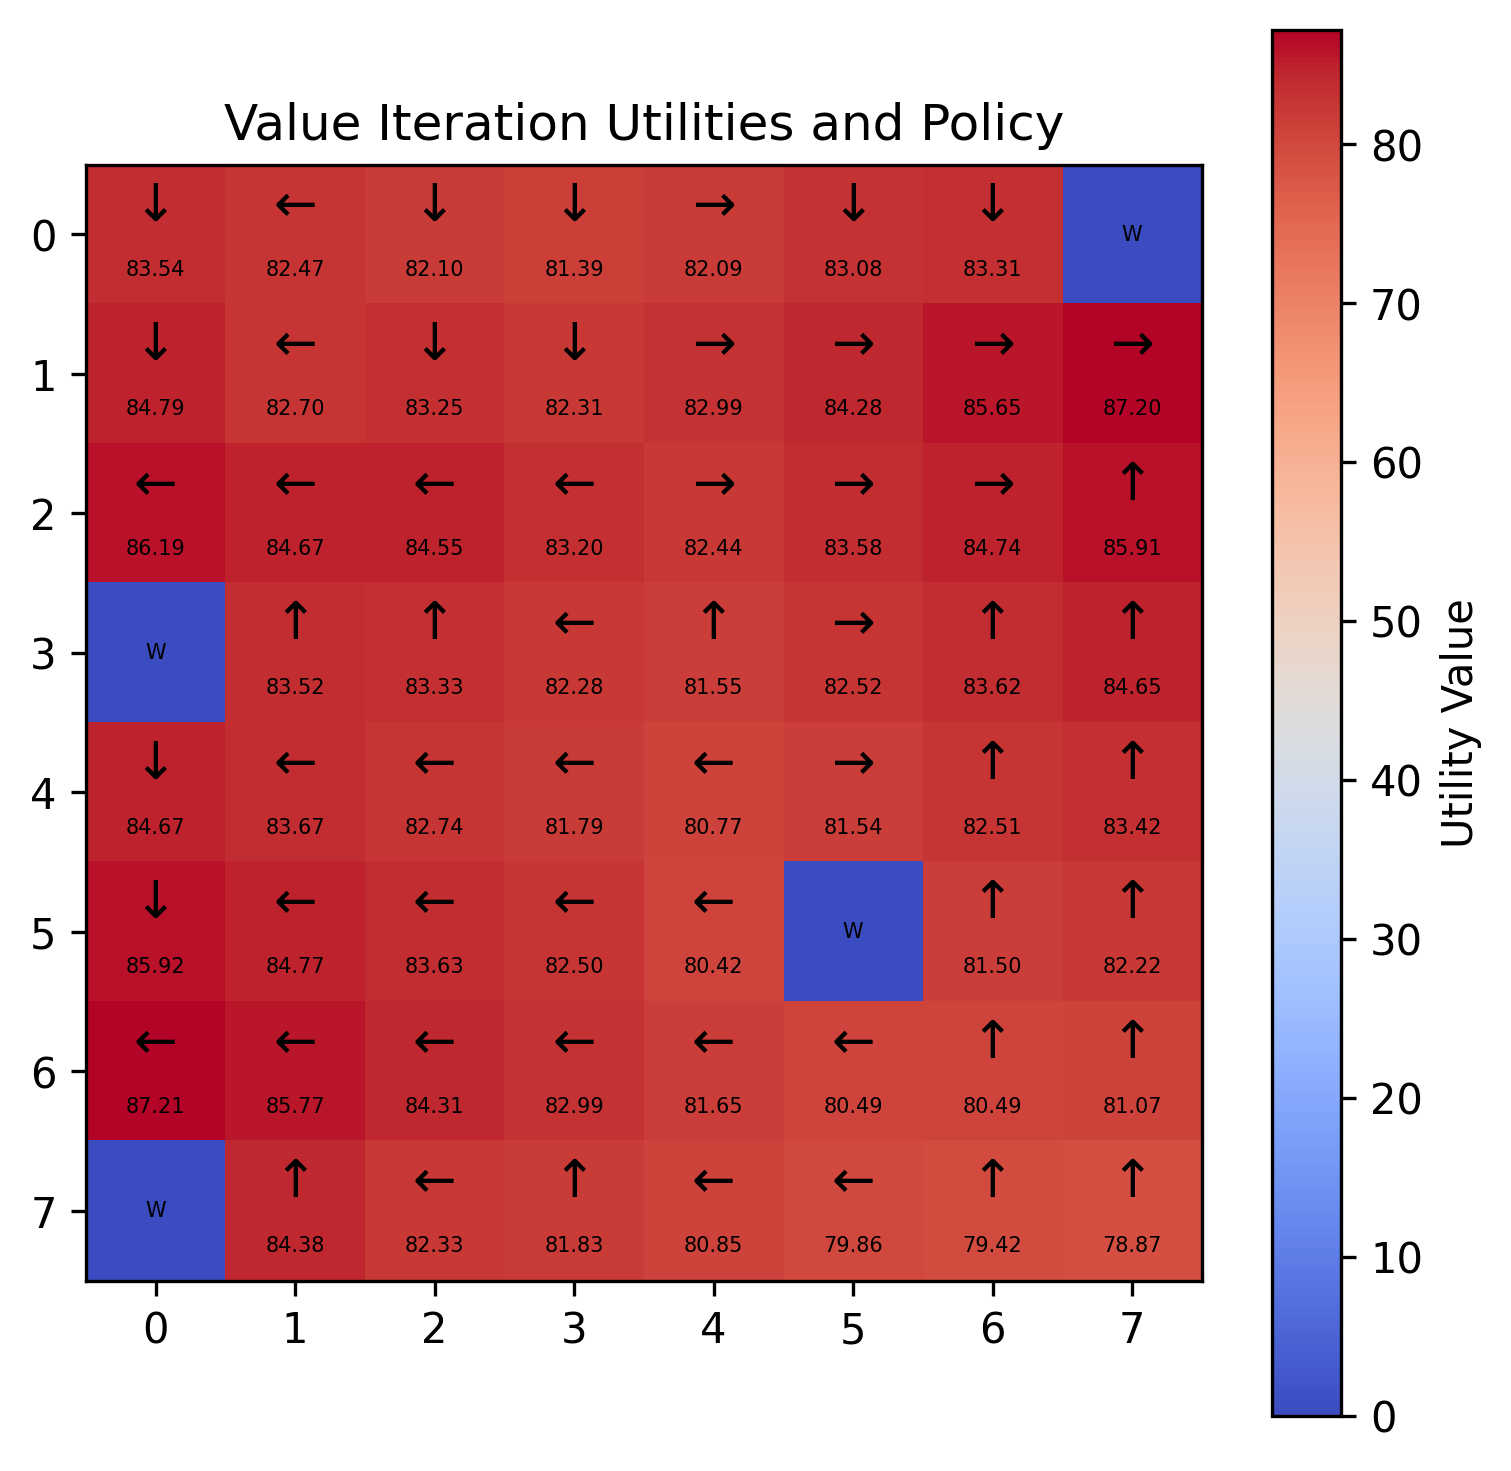 Value Iteration Utilities and Policy
0 ↓ ← ↓ ↓ → ↓ ↓ W
83.54 82.47 82.10 81.39 82.09 83.08 83.31
1 ↓ ← ↓ ↓ → → → →
84.79 82.70 83.25 82.31 82.99 84.28 85.65 87.20
2 ← ← ← ← → → → ↑
86.19 84.67 84.55 83.20 82.44 83.58 84.74 85.91
3 W ↑ ↑ ← ↑ → ↑ ↑
83.52 83.33 82.28 81.55 82.52 83.62 84.65
4 ↓ ← ← ← ← → ↑ ↑
84.67 83.67 82.74 81.79 80.77 81.54 82.51 83.42
5 ↓ ← ← ← ← W ↑ ↑
85.92 84.77 83.63 82.50 80.42 81.50 82.22
6 ← ← ← ← ← ← ↑ ↑
87.21 85.77 84.31 82.99 81.65 80.49 80.49 81.07
7 W ↑ ← ↑ ← ← ↑ ↑
84.38 82.33 81.83 80.85 79.86 79.42 78.87
0 1 2 3 4 5 6 7
80
70
60
50
40
30
20
10
0
Utility Value